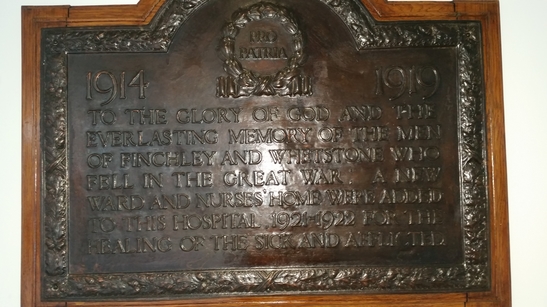 PRO
PATRIA
1914 1919
TO THE GLORY OF GOD AND THE
EVERLASTING MEMORY OF THE MEN
OF FINCHLEY AND WHETSTONE WHO
FELL IN THE GREAT WAR · A NEW
WARD AND NURSES' HOME WERE ADDED
TO THIS HOSPITAL 1921-1922 FOR THE
HEALING OF THE SICK AND AFFLICTED